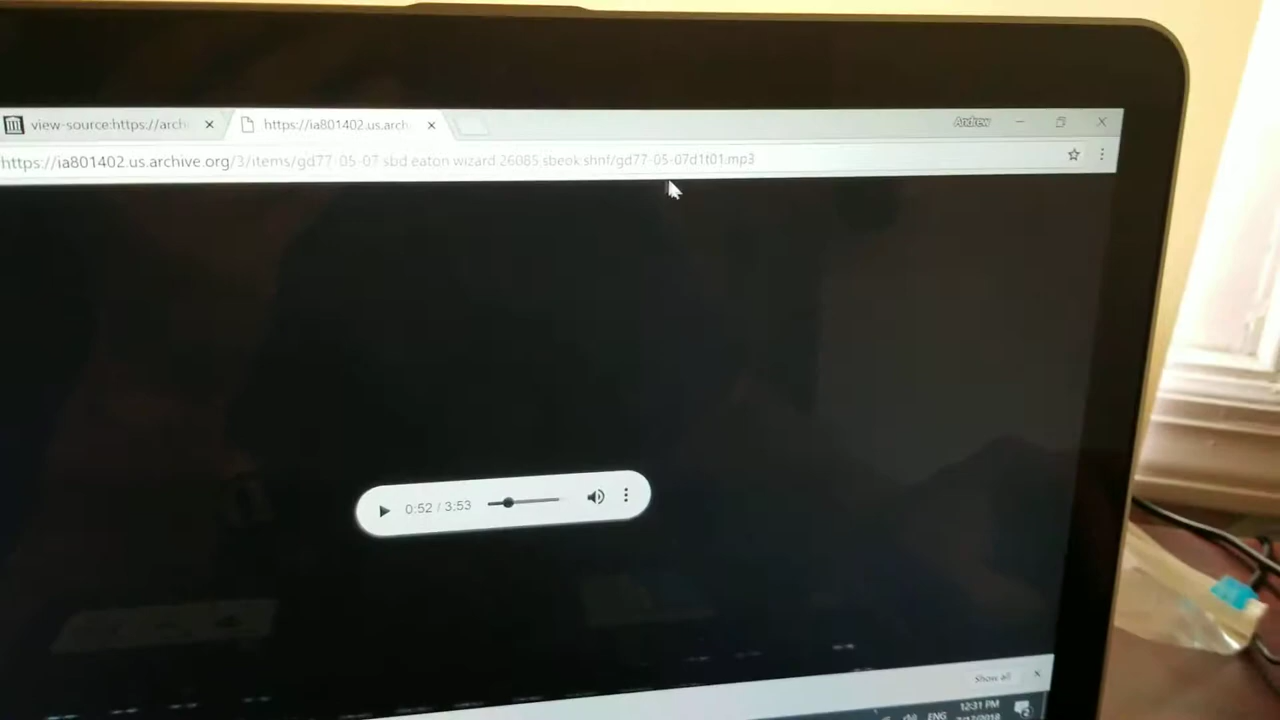 view-source:https://arch
https://ia801402.us.arch
Andrew
https://ia801402.us.archive.org/3/items/gd77-05-07 sbd eaton wizard 26085 sbeok shnf/gd77-05-07d1t01.mp3
0:52 / 3:53
Show all
ENG
12:31 PM